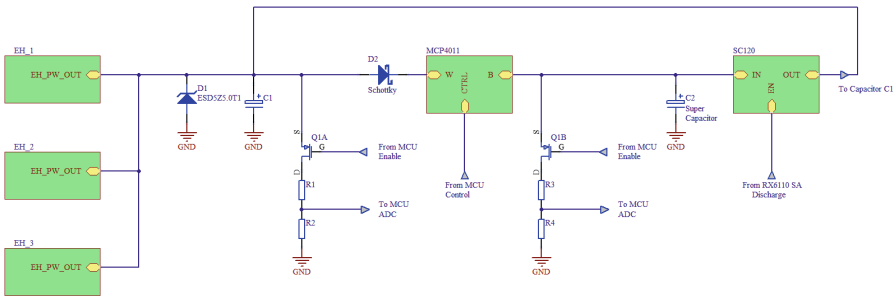 EH_1
EH_PW_OUT
D1
ESD5Z5.0T1
GND
+
C1
GND
D2
Schottky
MCP4011
W
CTRL
B
From MCU
Control
S
Q1A
G
From MCU
Enable
D
R1
To MCU
ADC
R2
GND
S
Q1B
G
From MCU
Enable
D
R3
To MCU
ADC
R4
GND
+
C2
Super
Capacitor
GND
SC120
IN
OUT
EN
To Capacitor C1
From RX6110 SA
Discharge
EH_2
EH_PW_OUT
EH_3
EH_PW_OUT